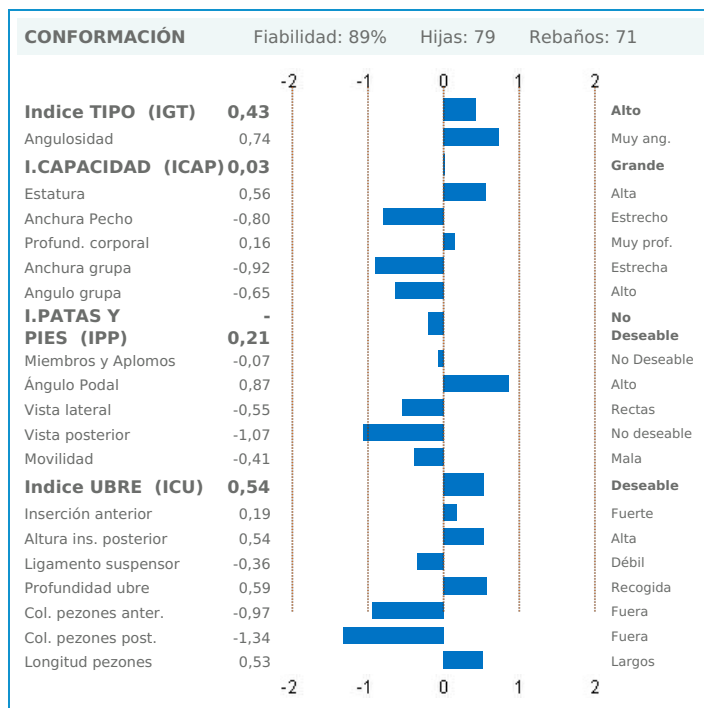 CONFORMACIÓN Fiabilidad: 89% Hijas: 79 Rebaños: 71
-2 -1 0 1 2
Indice TIPO (IGT) 0,43 Alto
Angulosidad 0,74 Muy ang.
I.CAPACIDAD (ICAP) 0,03 Grande
Estatura 0,56 Alta
Anchura Pecho -0,80 Estrecho
Profund. corporal 0,16 Muy prof.
Anchura grupa -0,92 Estrecha
Angulo grupa -0,65 Alto
I.PATAS Y - No
PIES (IPP) 0,21 Deseable
Miembros y Aplomos -0,07 No Deseable
Ángulo Podal 0,87 Alto
Vista lateral -0,55 Rectas
Vista posterior -1,07 No deseable
Movilidad -0,41 Mala
Indice UBRE (ICU) 0,54 Deseable
Inserción anterior 0,19 Fuerte
Altura ins. posterior 0,54 Alta
Ligamento suspensor -0,36 Débil
Profundidad ubre 0,59 Recogida
Col. pezones anter. -0,97 Fuera
Col. pezones post. -1,34 Fuera
Longitud pezones 0,53 Largos
-2 -1 0 1 2